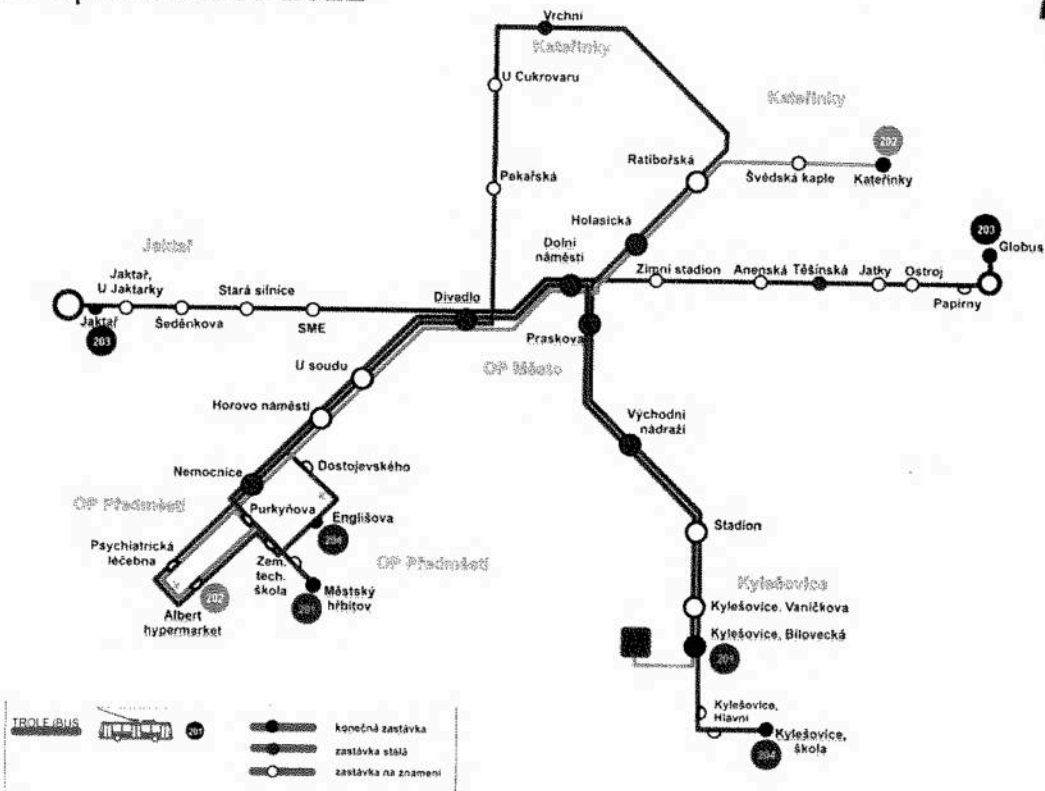 Vrchní
Kateřinky
U Cukrovaru
Kateřinky
202
Ratibořská
Švédská kaple
Kateřinky
Pekařská
Holasická
203
Globus
Jaktař
Dolní
náměstí
Jaktař,
U Jaktarky
Stará silnice
Zimní stadion
Anenská
Těšínská
Jatky
Ostroj
Divadlo
Papírny
Jaktař
Šeděnkova
SME
203
Praskova
U soudu
OP Město
Horovo náměstí
Východní
nádraží
Nemocnice
Dostojevského
OP Předměstí
Purkyňova
Englišova
Stadion
204
Psychiatrická
léčebna
Zem.
tech.
škola
OP Předměstí
Kylešovice
202
Městský
hřbitov
201
Albert
hypermarket
Kylešovice, Vaníčkova
Kylešovice, Bílovecká
201
Kylešovice,
Hlavní
Kylešovice,
škola
204
TROLEJBUS
201
konečná zastávka
zastávka stálá
zastávka na znamení